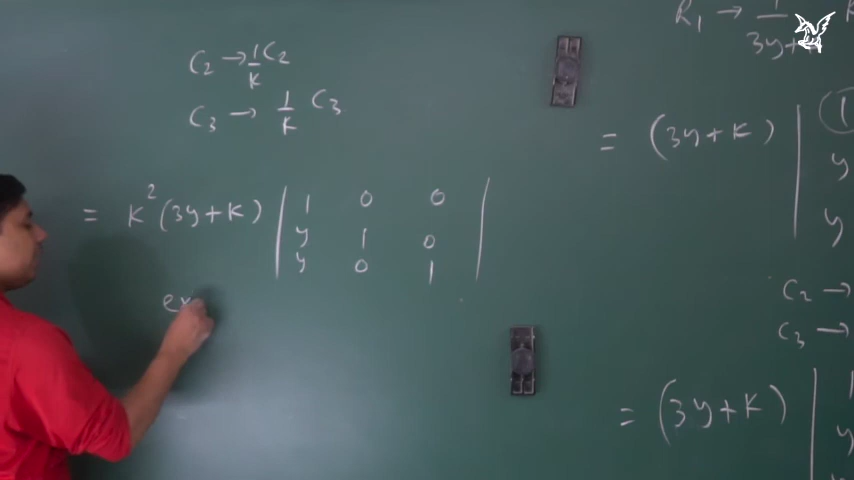 C₂ → 1/K C₂
C₃ → 1/K C₃
= K² (3y+K) | 1 0 0 |
| y 1 0 |
| y 0 1 |
ex
R₁ → 1/3y+
= (3y+K) | 1
y
y
C₂ →
C₃ →
= (3y+K) | 1
y